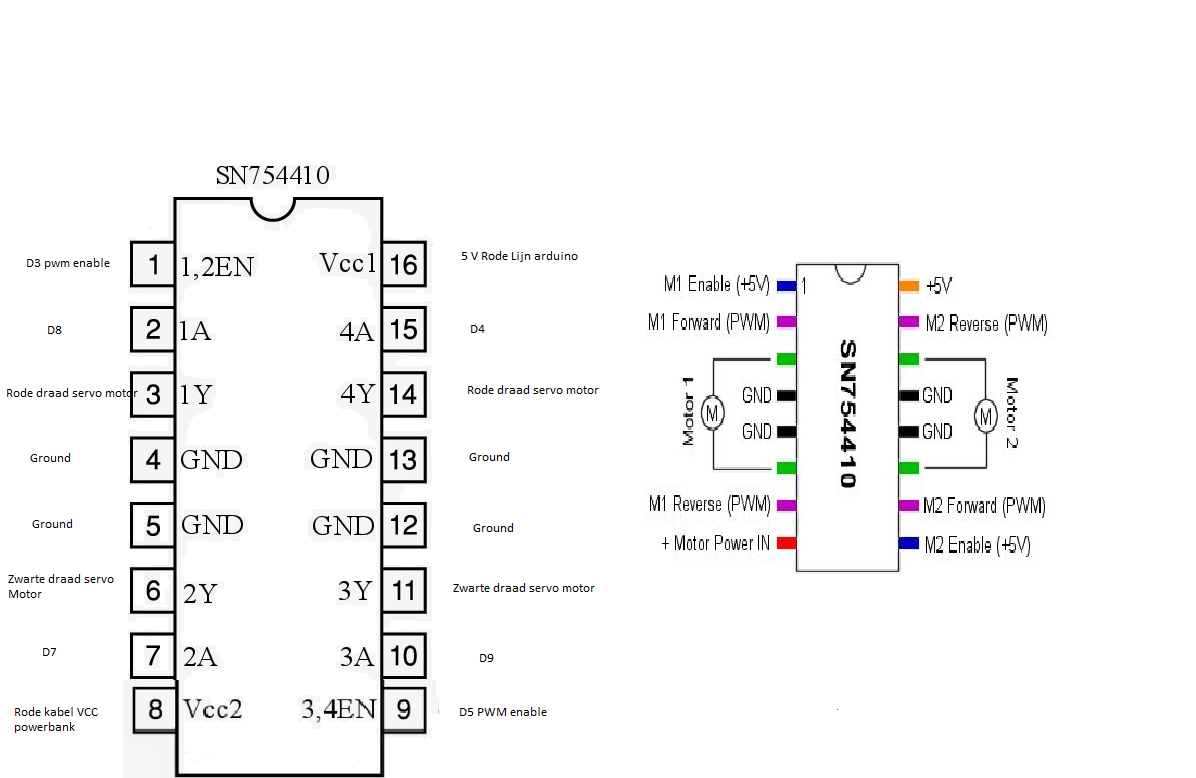 SN754410
D3 pwm enable
1
1,2EN
Vcc1
16
5 V Rode Lijn arduino
D8
2
1A
4A
15
D4
Rode draad servo motor
3
1Y
4Y
14
Rode draad servo motor
Ground
4
GND
GND
13
Ground
Ground
5
GND
GND
12
Ground
Zwarte draad servo
Motor
6
2Y
3Y
11
Zwarte draad servo motor
D7
7
2A
3A
10
D9
Rode kabel VCC
powerbank
8
Vcc2
3,4EN
9
D5 PWM enable
M1 Enable (+5V)
1
+5V
M1 Forward (PWM)
M2 Reverse (PWM)
Motor 1
M
GND
GND
SN754410
GND
GND
M
Motor 2
M1 Reverse (PWM)
M2 Forward (PWM)
+ Motor Power IN
M2 Enable (+5V)